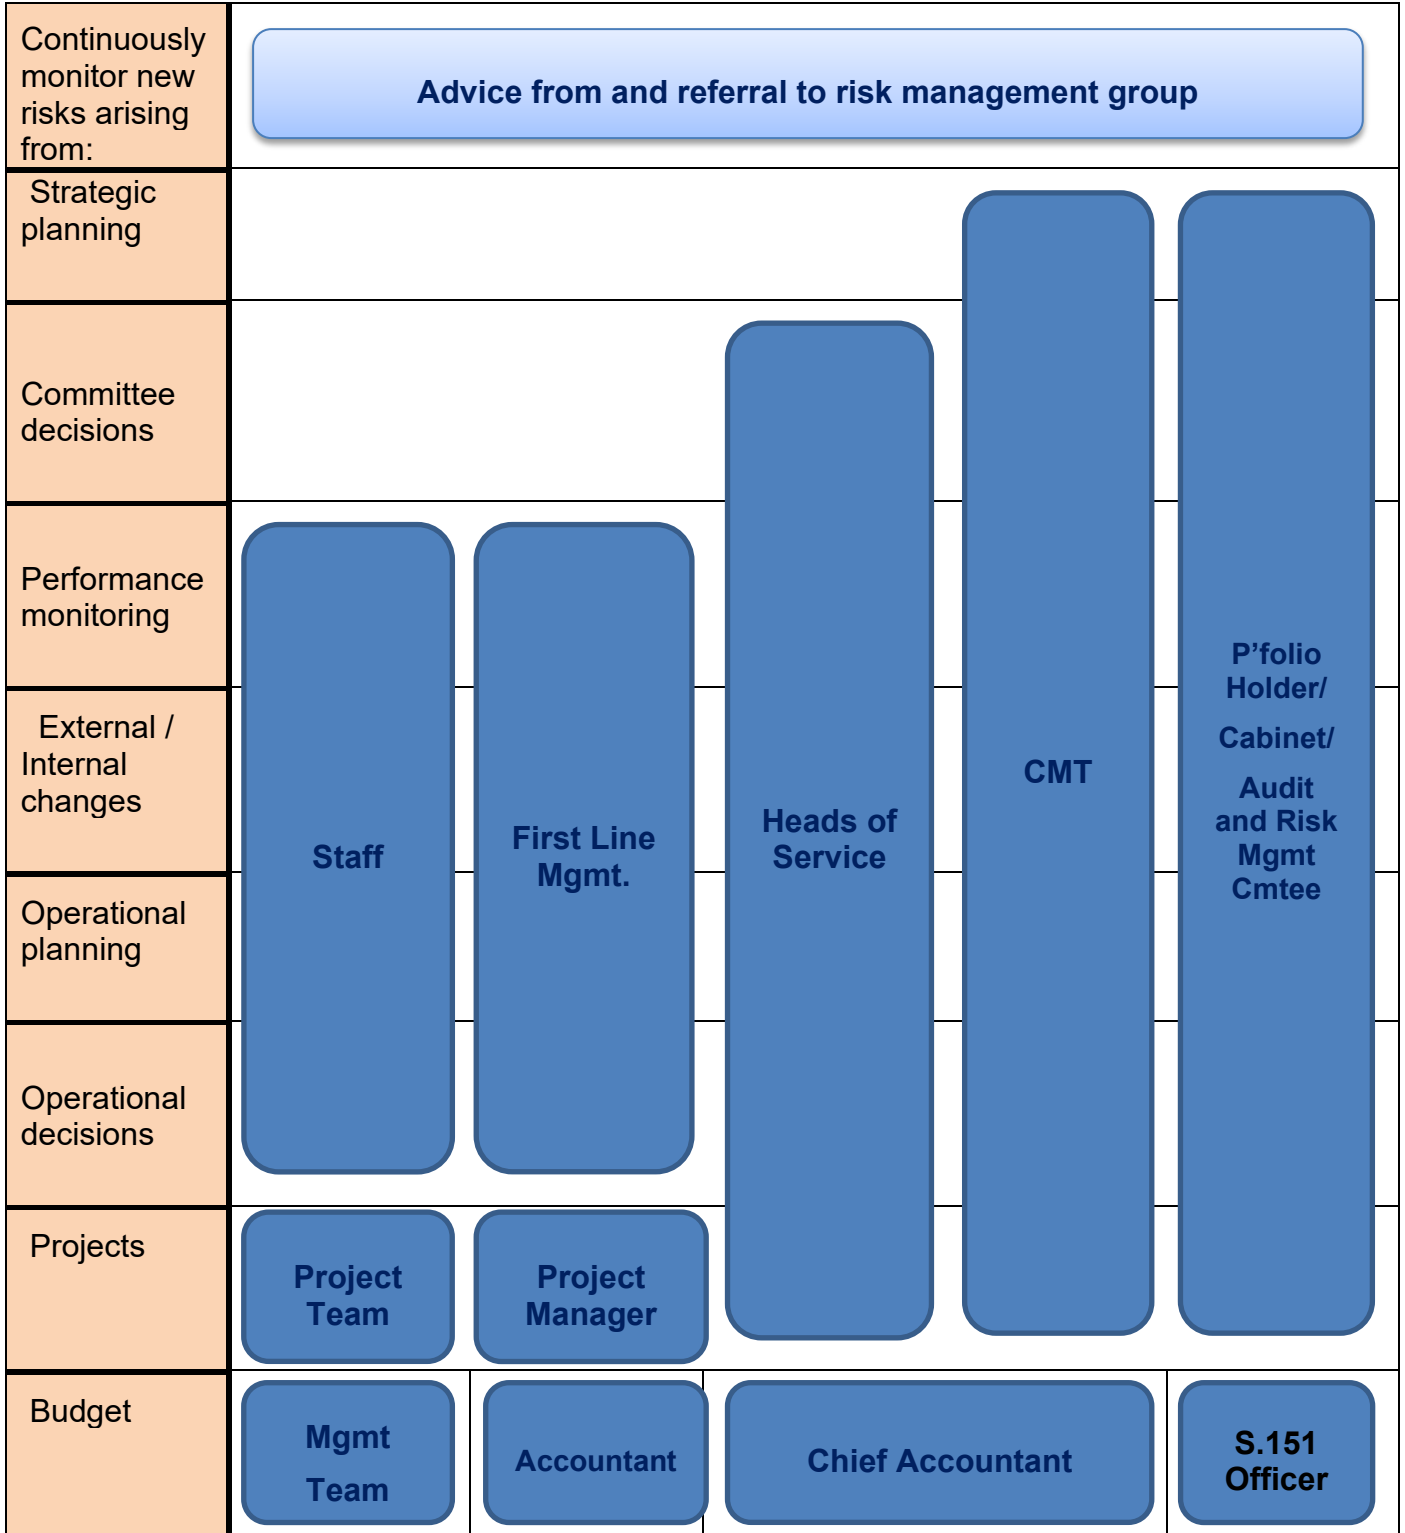 Continuously
monitor new
risks arising
from:
Advice from and referral to risk management group
Strategic
planning
Committee
decisions
Performance
monitoring
External /
Internal
changes
Operational
planning
Operational
decisions
Projects
Budget
Staff
First Line
Mgmt.
Heads of
Service
CMT
P’folio
Holder/
Cabinet/
Audit
and Risk
Mgmt
Cmtee
Project
Team
Project
Manager
Mgmt
Team
Accountant
Chief Accountant
S.151
Officer